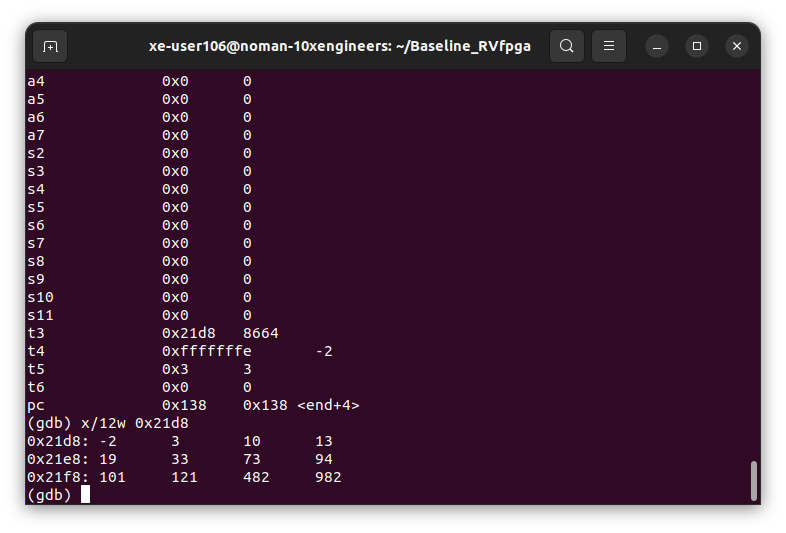 xe-user106@noman-10xengineers: ~/Baseline_RVfpga
a4 0x0 0
a5 0x0 0
a6 0x0 0
a7 0x0 0
s2 0x0 0
s3 0x0 0
s4 0x0 0
s5 0x0 0
s6 0x0 0
s7 0x0 0
s8 0x0 0
s9 0x0 0
s10 0x0 0
s11 0x0 0
t3 0x21d8 8664
t4 0xfffffffe -2
t5 0x3 3
t6 0x0 0
pc 0x138 0x138 <end+4>
(gdb) x/12w 0x21d8
0x21d8: -2 3 10 13
0x21e8: 19 33 73 94
0x21f8: 101 121 482 982
(gdb)